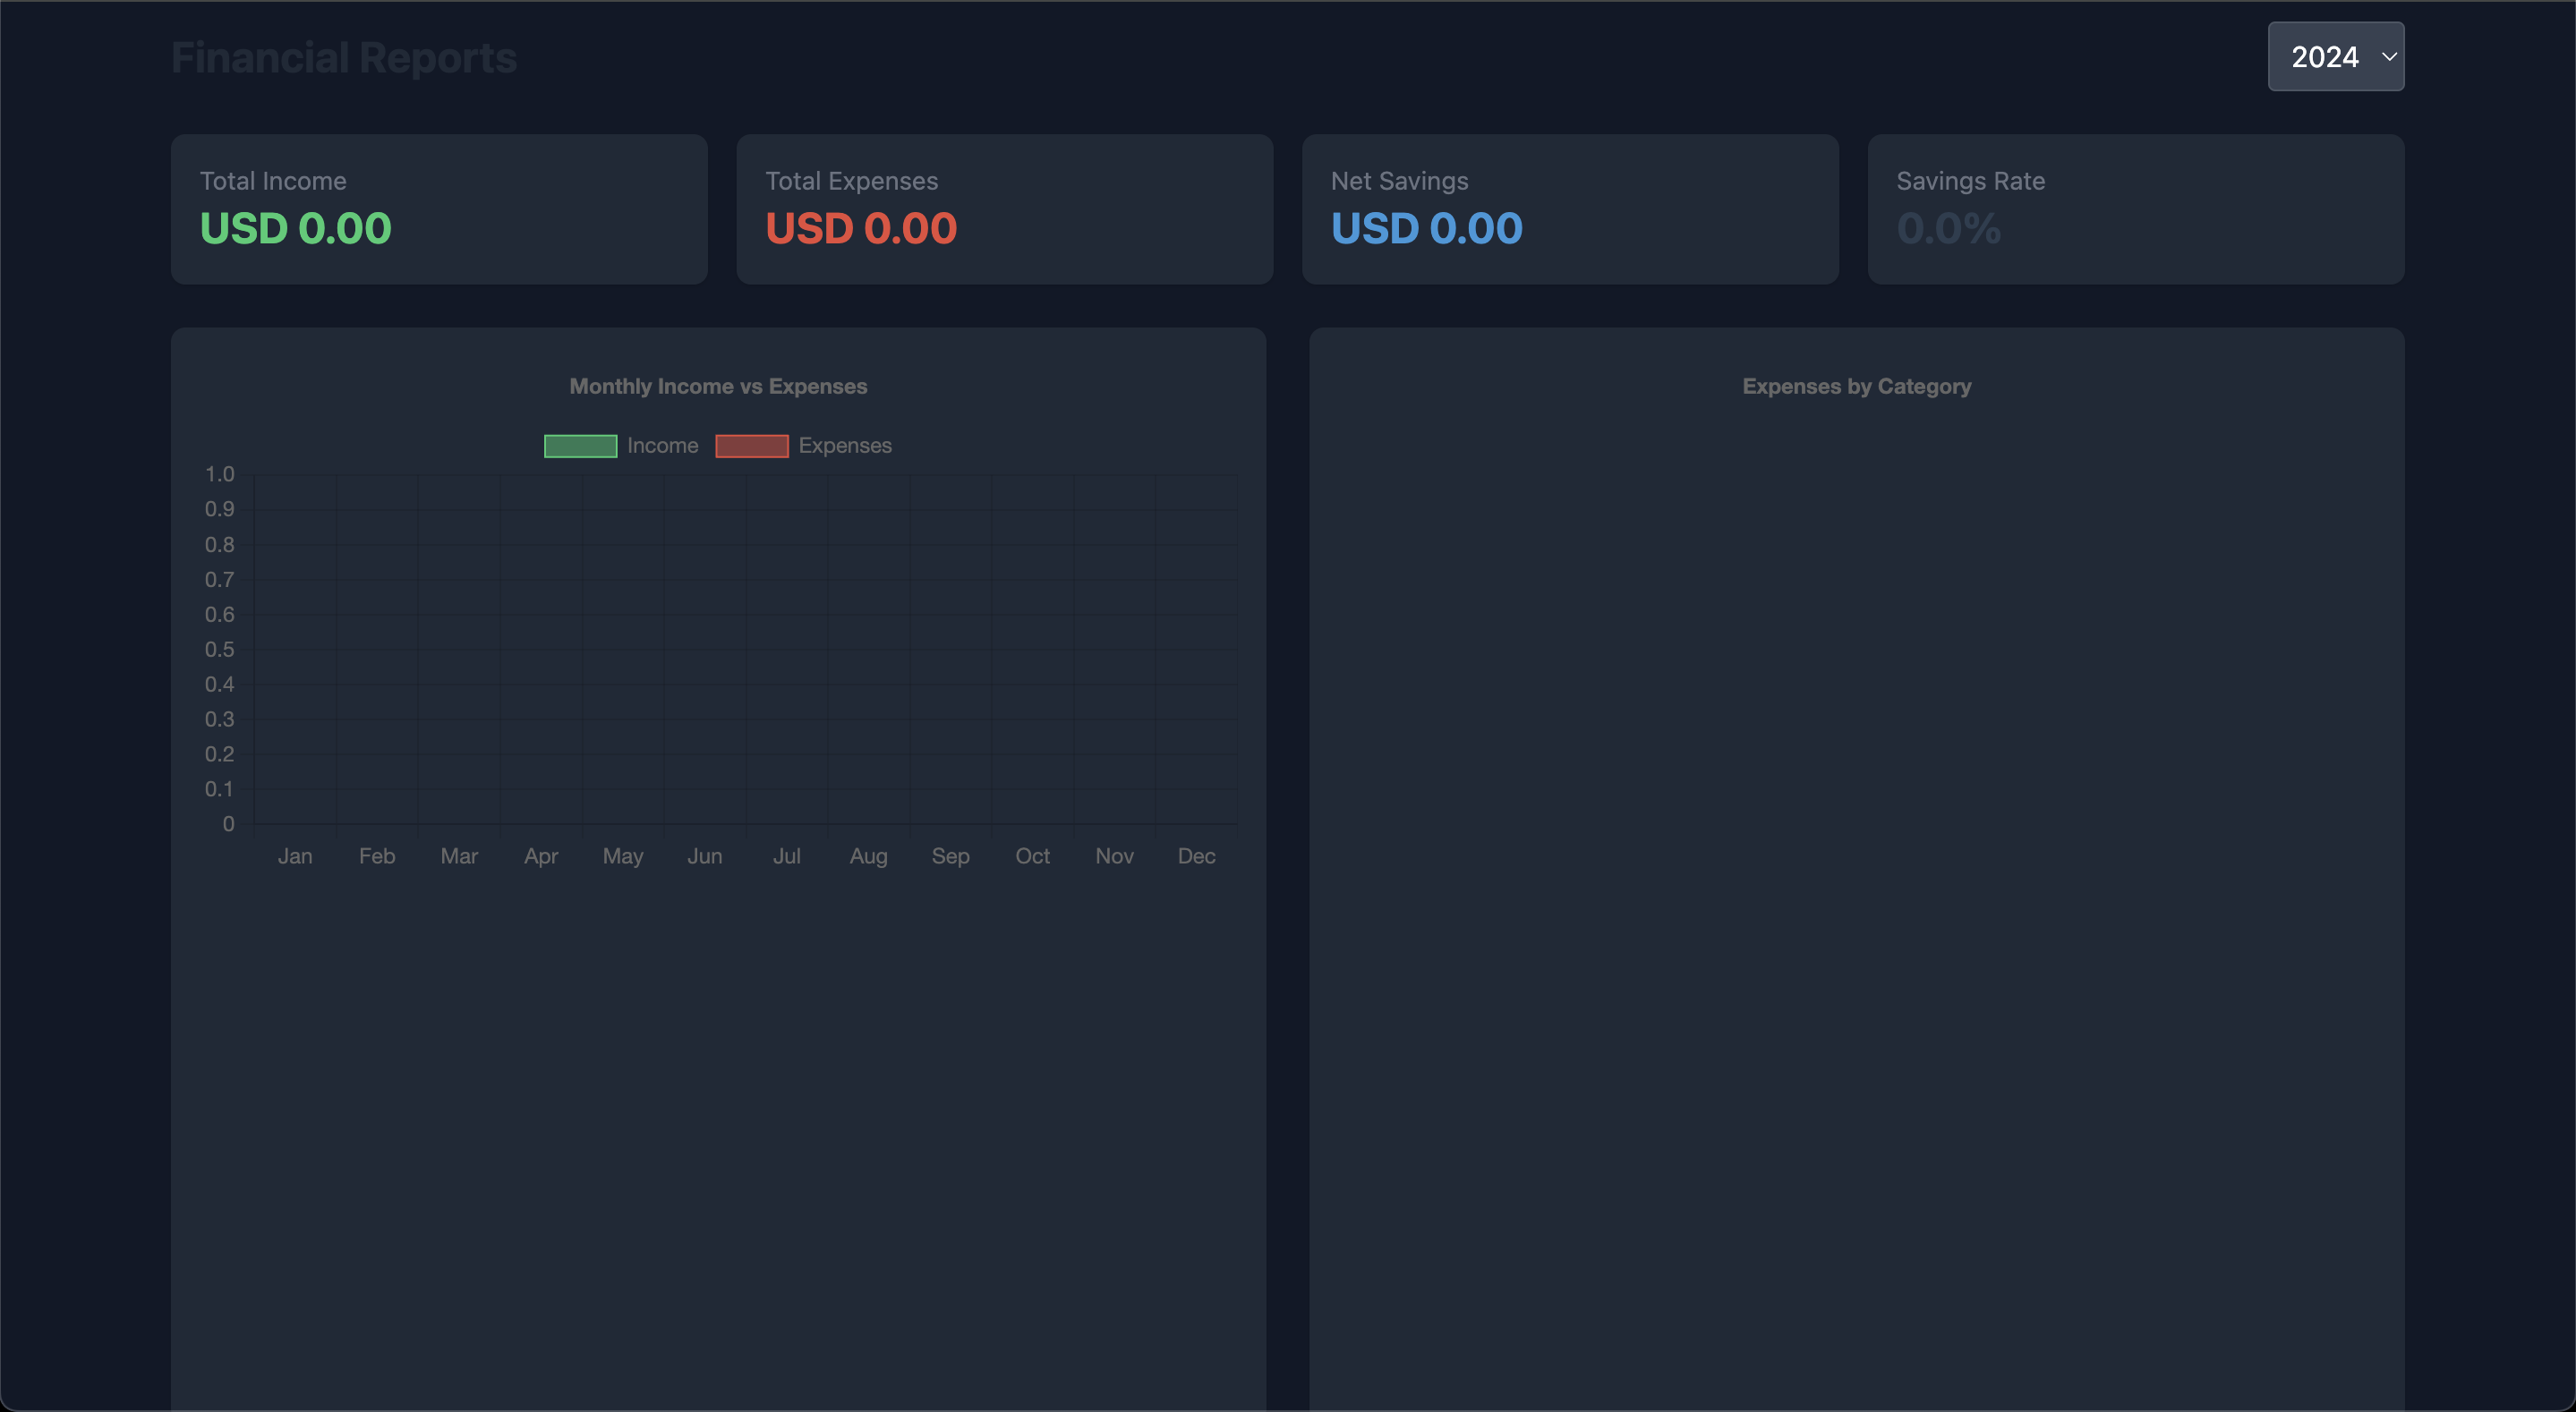 Financial Reports
2024
Total Income
USD 0.00
Total Expenses
USD 0.00
Net Savings
USD 0.00
Savings Rate
0.0%
Monthly Income vs Expenses
Income Expenses
1.0
0.9
0.8
0.7
0.6
0.5
0.4
0.3
0.2
0.1
0
Jan Feb Mar Apr May Jun Jul Aug Sep Oct Nov Dec
Expenses by Category